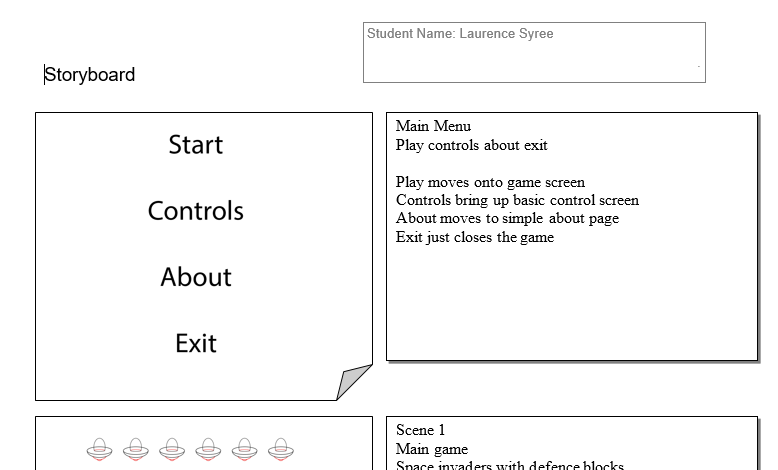 Student Name: Laurence Syree
Storyboard
Start
Controls
About
Exit
Main Menu
Play controls about exit
Play moves onto game screen
Controls bring up basic control screen
About moves to simple about page
Exit just closes the game
Scene 1
Main game
Space invaders with defence blocks